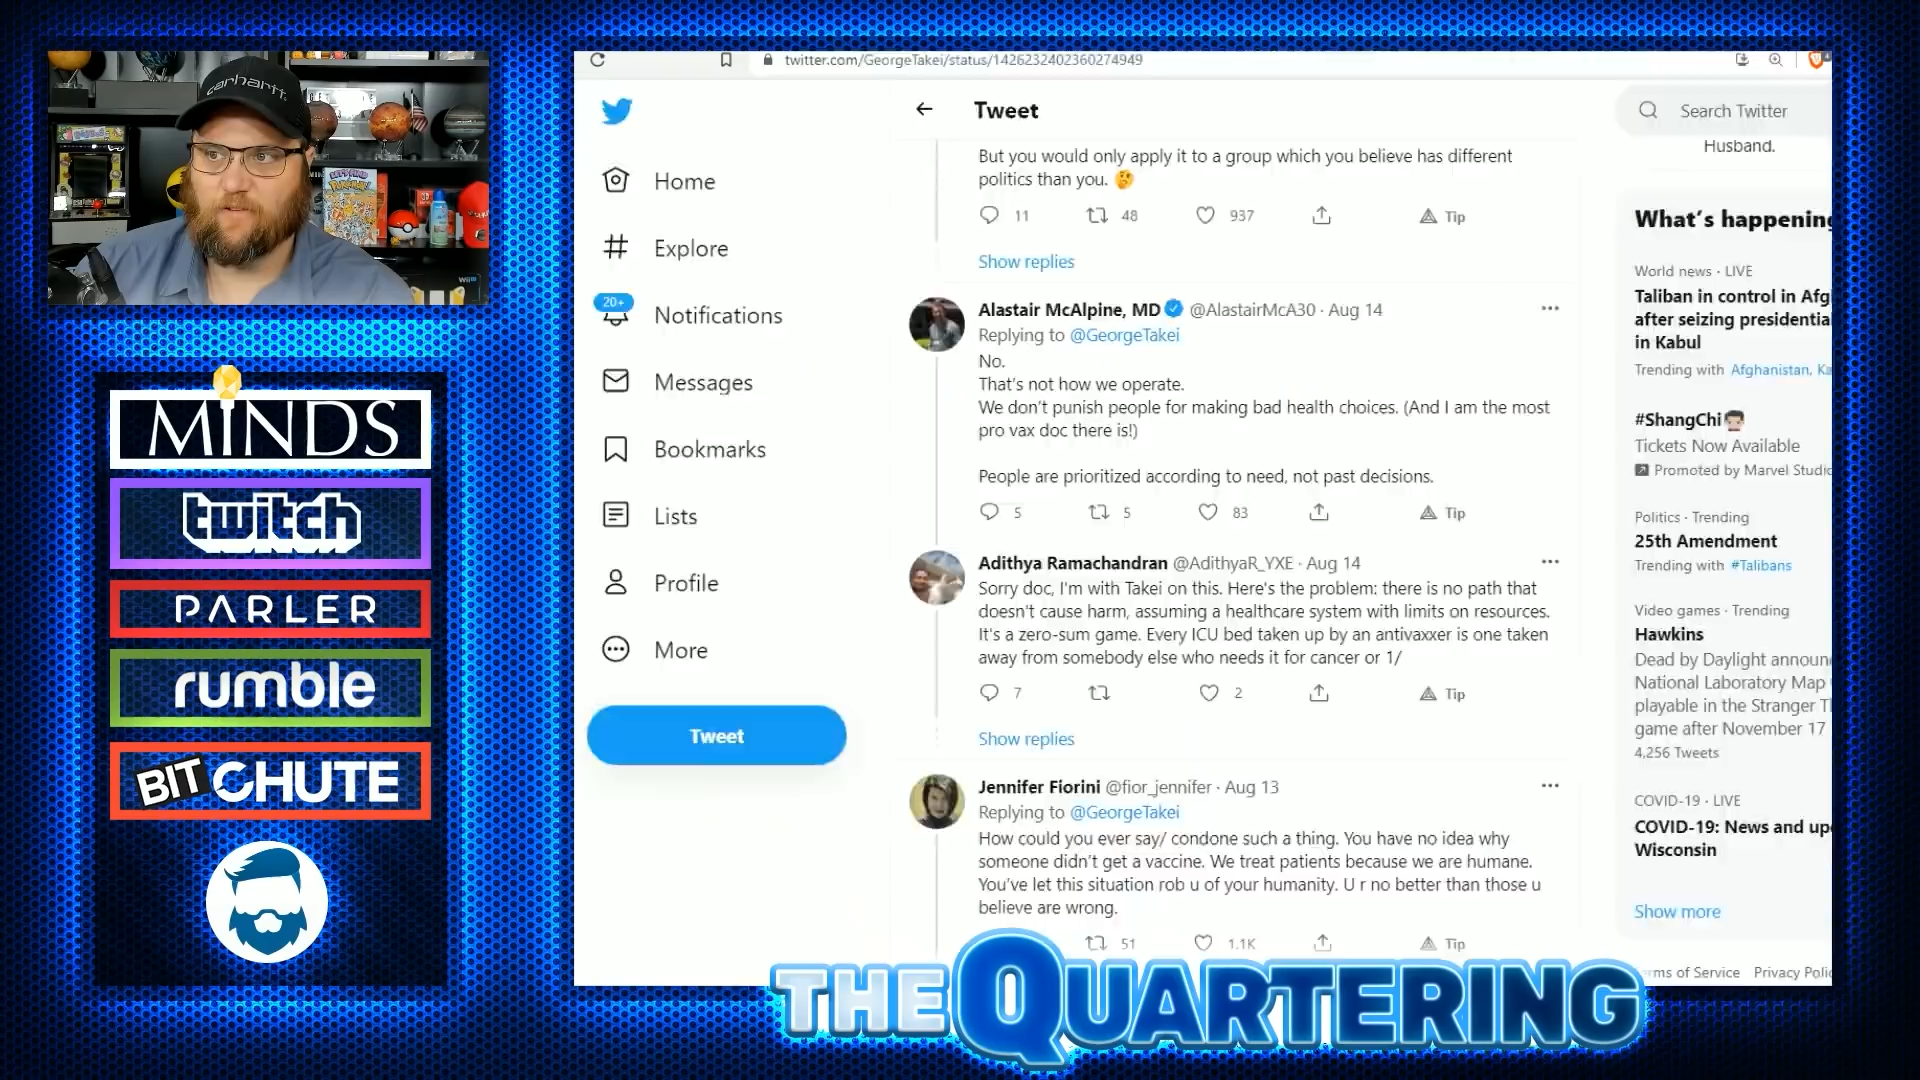 carhartt
MINDS
twitch
PARLER
rumble
BIT CHUTE
twitter.com/GeorgeTakei/status/1426232402360274949
Home
Explore
20+
Notifications
Messages
Bookmarks
Lists
Profile
More
Tweet
Tweet
But you would only apply it to a group which you believe has different
politics than you. 🤔
11 48 937 Tip
Show replies
Alastair McAlpine, MD @AlastairMcA30 · Aug 14
Replying to @GeorgeTakei
No.
That's not how we operate.
We don't punish people for making bad health choices. (And I am the most
pro vax doc there is!)
People are prioritized according to need, not past decisions.
5 5 83 Tip
Adithya Ramachandran @AdithyaR_YXE · Aug 14
Sorry doc, I'm with Takei on this. Here's the problem: there is no path that
doesn't cause harm, assuming a healthcare system with limits on resources.
It's a zero-sum game. Every ICU bed taken up by an antivaxxer is one taken
away from somebody else who needs it for cancer or 1/
7 2 Tip
Show replies
Jennifer Fiorini @fior_jennifer · Aug 13
Replying to @GeorgeTakei
How could you ever say/ condone such a thing. You have no idea why
someone didn't get a vaccine. We treat patients because we are humane.
You've let this situation rob u of your humanity. U r no better than those u
believe are wrong.
51 1.1K Tip
Search Twitter
Husband.
What's happening
World news · LIVE
Taliban in control in Afg
after seizing presidentia
in Kabul
Trending with Afghanistan, Ka
#ShangChi
Tickets Now Available
Promoted by Marvel Studio
Politics · Trending
25th Amendment
Trending with #Talibans
Video games · Trending
Hawkins
Dead by Daylight announ
National Laboratory Map
playable in the Stranger T
game after November 17
4,256 Tweets
COVID-19 · LIVE
COVID-19: News and up
Wisconsin
Show more
rms of Service Privacy Polic
THE QUARTERING